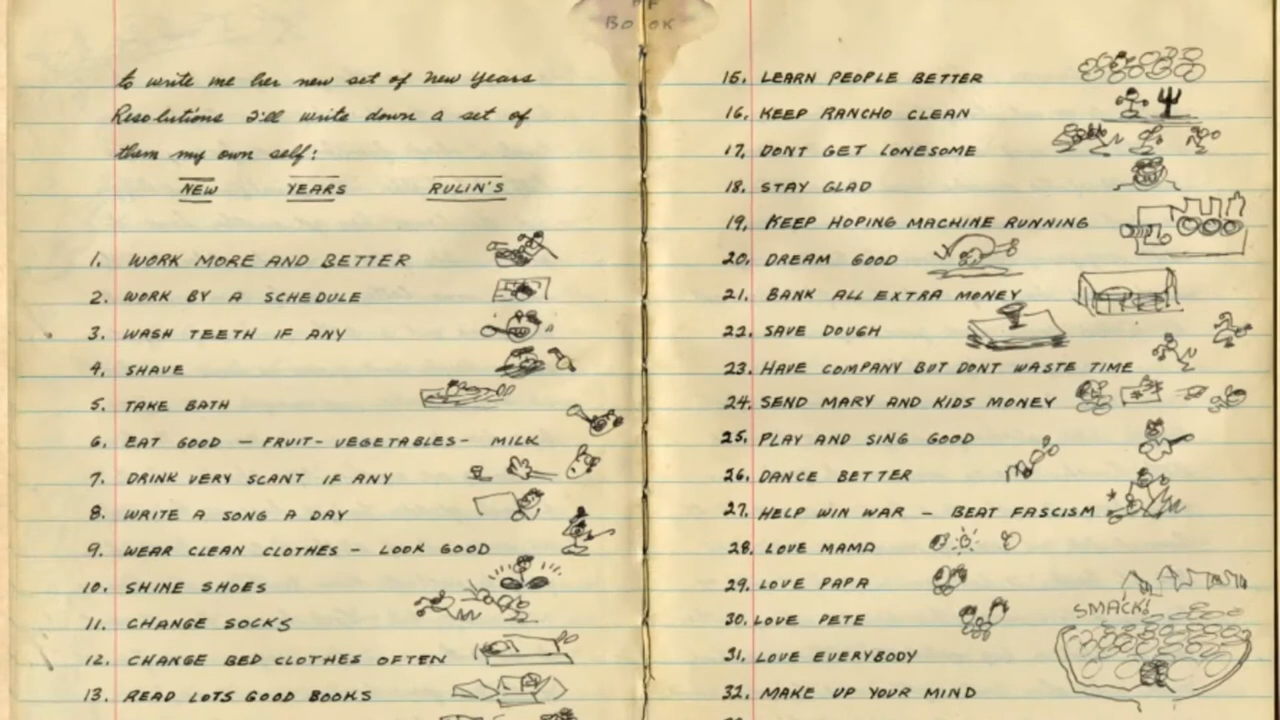 to write me her new set of New Years
Resolutions I'll write down a set of
them my own self:
NEW YEARS RULIN'S
1. WORK MORE AND BETTER
2. WORK BY A SCHEDULE
3. WASH TEETH IF ANY
4. SHAVE
5. TAKE BATH
6. EAT GOOD — FRUIT - VEGETABLES - MILK
7. DRINK VERY SCANT IF ANY
8. WRITE A SONG A DAY
9. WEAR CLEAN CLOTHES - LOOK GOOD
10. SHINE SHOES
11. CHANGE SOCKS
12. CHANGE BED CLOTHES OFTEN
13. READ LOTS GOOD BOOKS
BOOK
15. LEARN PEOPLE BETTER
16. KEEP RANCHO CLEAN
17. DONT GET LONESOME
18. STAY GLAD
19. KEEP HOPING MACHINE RUNNING
20. DREAM GOOD
21. BANK ALL EXTRA MONEY
22. SAVE DOUGH
23. HAVE COMPANY BUT DONT WASTE TIME
24. SEND MARY AND KIDS MONEY
25. PLAY AND SING GOOD
26. DANCE BETTER
27. HELP WIN WAR - BEAT FASCISM
28. LOVE MAMA
29. LOVE PAPA
SMACK!
30. LOVE PETE
31. LOVE EVERYBODY
32. MAKE UP YOUR MIND